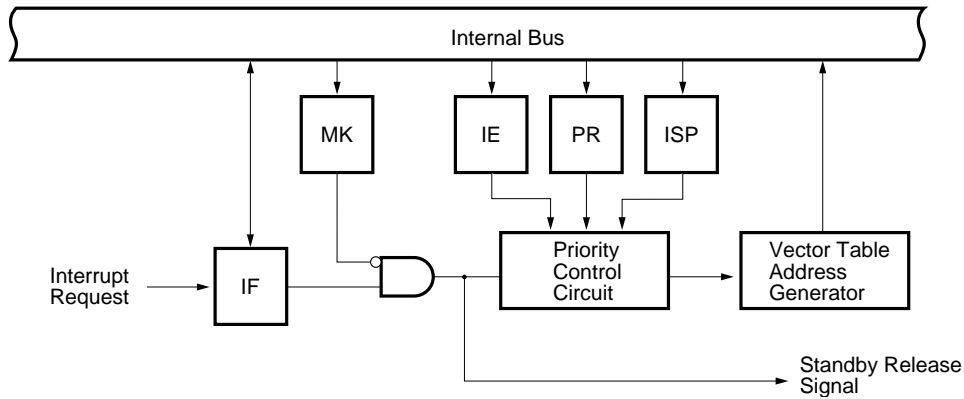 Internal Bus
MK
IE
PR
ISP
Interrupt
Request
IF
Priority
Control
Circuit
Vector Table
Address
Generator
Standby Release
Signal